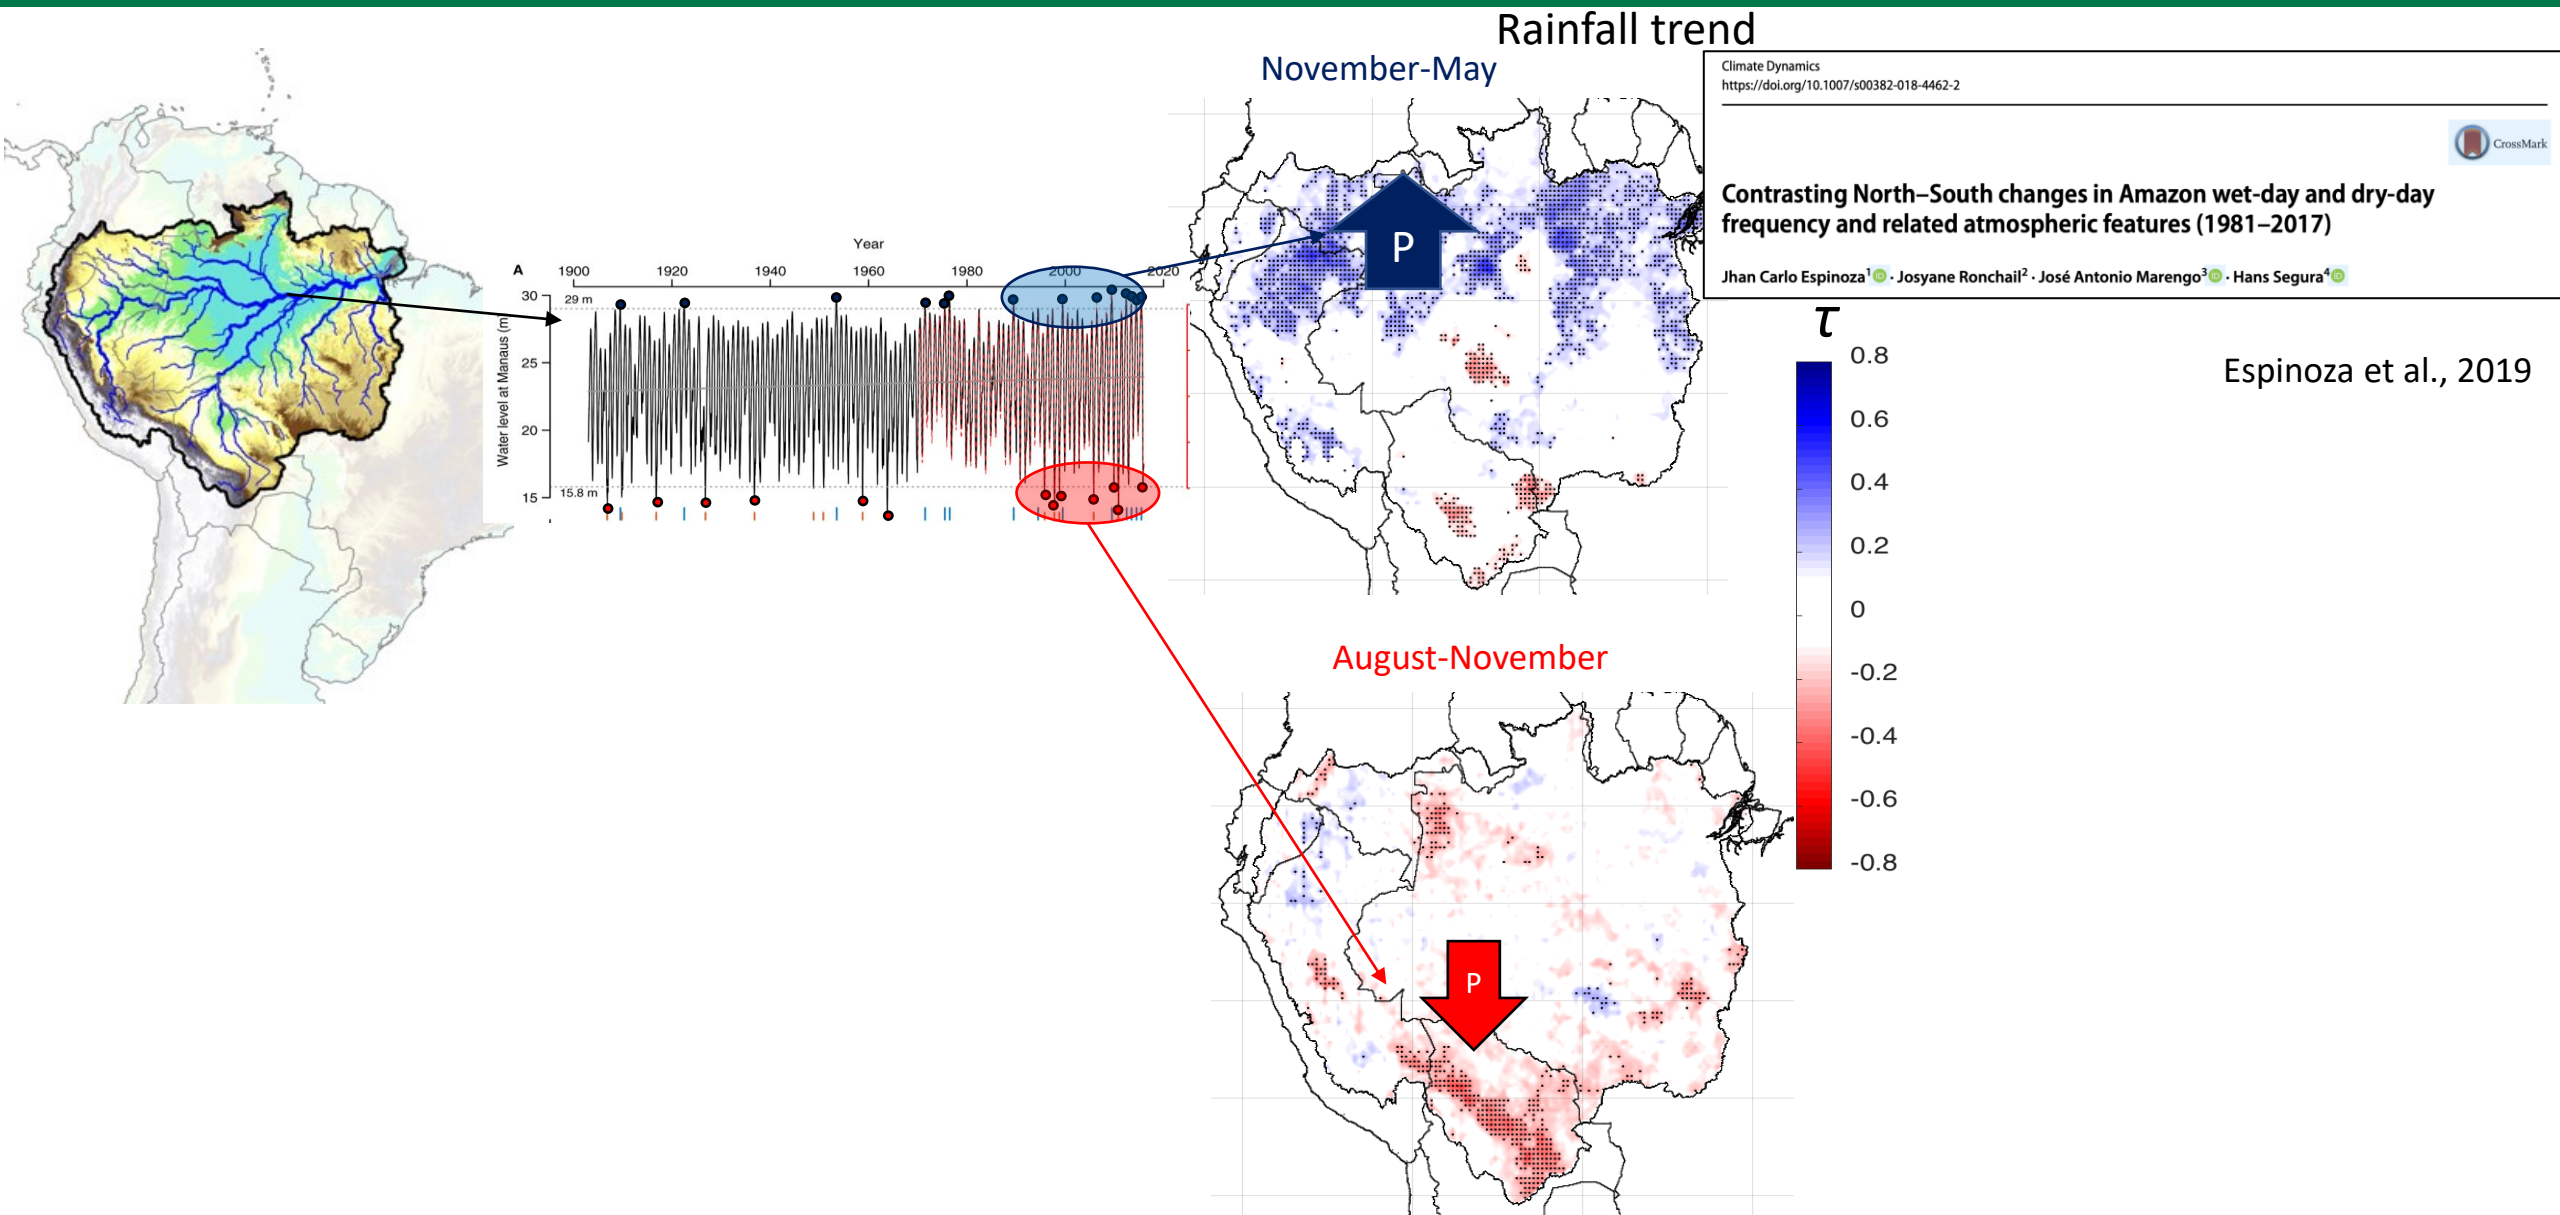 Rainfall trend
November-May
Climate Dynamics
https://doi.org/10.1007/s00382-018-4462-2
CrossMark
Contrasting North–South changes in Amazon wet-day and dry-day
frequency and related atmospheric features (1981–2017)
Jhan Carlo Espinoza1 · Josyane Ronchail2 · José Antonio Marengo3 · Hans Segura4
Espinoza et al., 2019
Year
A
1900 1920 1940 1960 1980 2000 2020
30
25
20
15
29 m
15.8 m
Water level at Manaus (m
P
τ
0.8
0.6
0.4
0.2
0
-0.2
-0.4
-0.6
-0.8
August-November
P